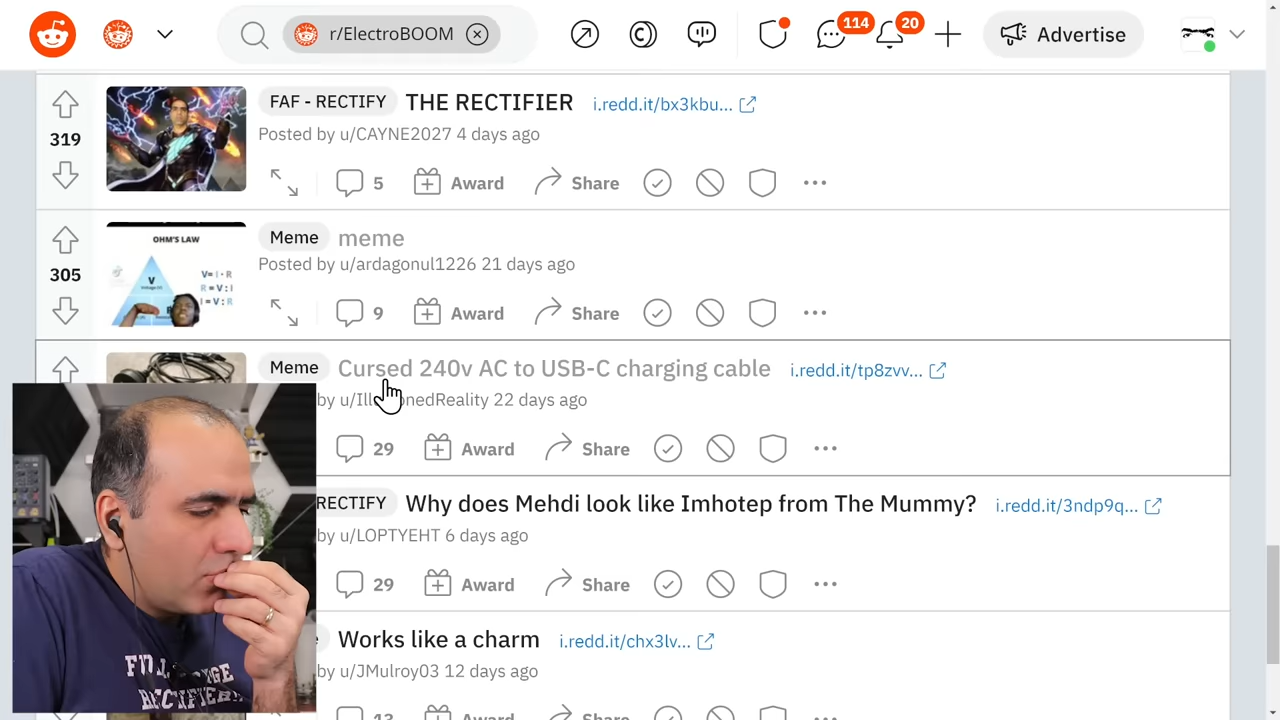 r/ElectroBOOM
114
20
Advertise
319
FAF - RECTIFY THE RECTIFIER i.redd.it/bx3kbu...
Posted by u/CAYNE2027 4 days ago
5 Award Share
305
OHM'S LAW
V
V= I · R
R = V : I
I = V : R
Meme meme
Posted by u/ardagonul1226 21 days ago
9 Award Share
Meme Cursed 240v AC to USB-C charging cable i.redd.it/tp8zvv...
by 22 days ago
29 Award Share
RECTIFY Why does Mehdi look like Imhotep from The Mummy? i.redd.it/3ndp9q...
by u/LOPTYEHT 6 days ago
29 Award Share
Works like a charm i.redd.it/chx3lv...
by u/JMulroy03 12 days ago
13 Award Share